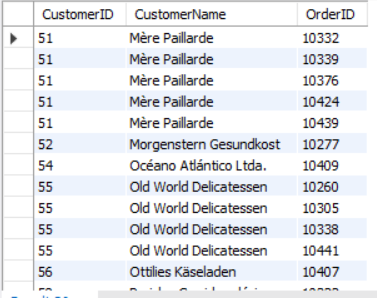 CustomerID CustomerName OrderID
51 Mère Paillarde 10332
51 Mère Paillarde 10339
51 Mère Paillarde 10376
51 Mère Paillarde 10424
51 Mère Paillarde 10439
52 Morgenstern Gesundkost 10277
54 Océano Atlántico Ltda. 10409
55 Old World Delicatessen 10260
55 Old World Delicatessen 10305
55 Old World Delicatessen 10338
55 Old World Delicatessen 10441
56 Ottilies Käseladen 10407